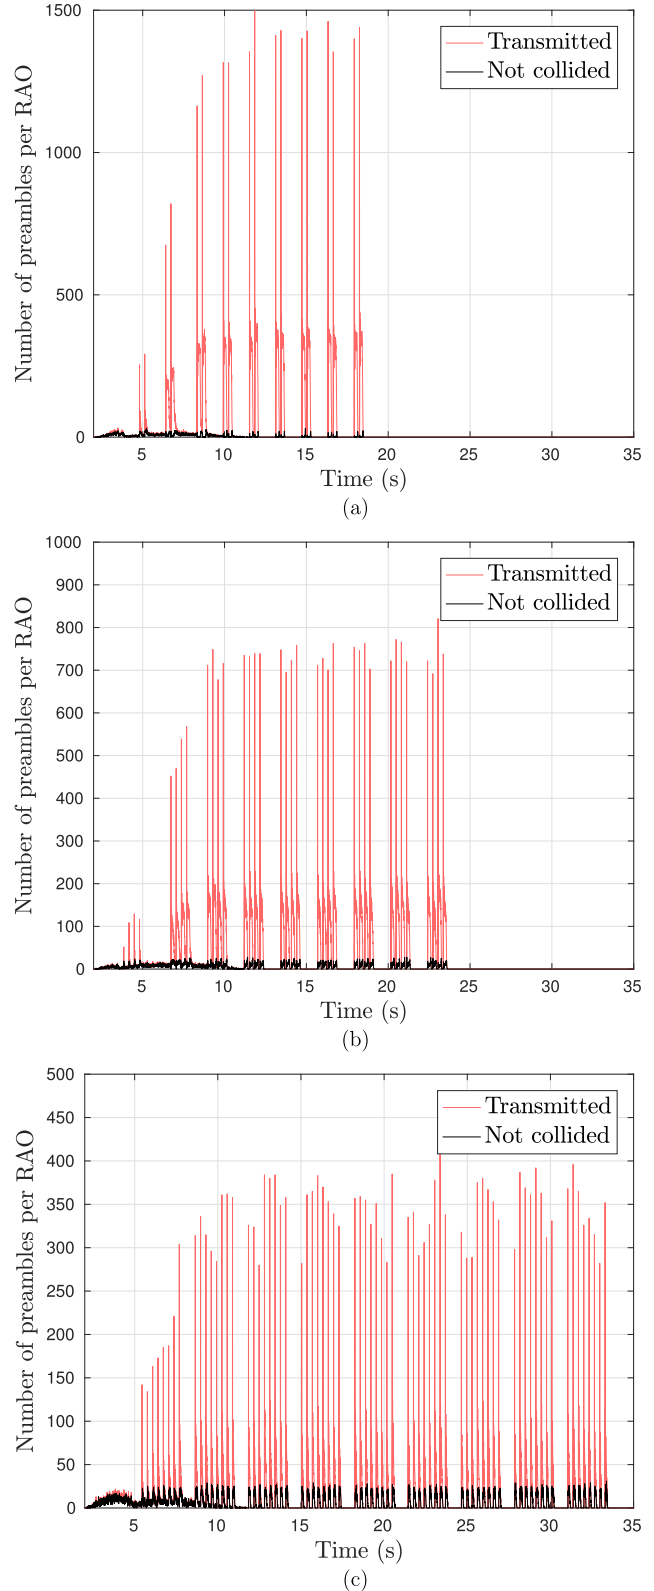 1500
1000
500
0
Number of preambles per RAO
Transmitted
Not collided
5 10 15 20 25 30 35
Time (s)
(a)
1000
900
800
700
600
500
400
300
200
100
0
Number of preambles per RAO
Transmitted
Not collided
5 10 15 20 25 30 35
Time (s)
(b)
500
450
400
350
300
250
200
150
100
50
0
Number of preambles per RAO
Transmitted
Not collided
5 10 15 20 25 30 35
Time (s)
(c)